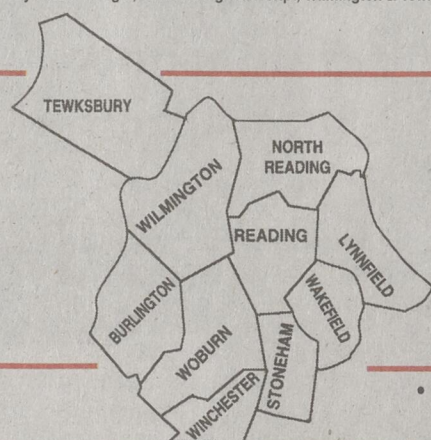 TEWKSBURY
NORTH
READING
WILMINGTON
READING
LYNNFIELD
WAKEFIELD
BURLINGTON
WOBURN
STONEHAM
WINCHESTER